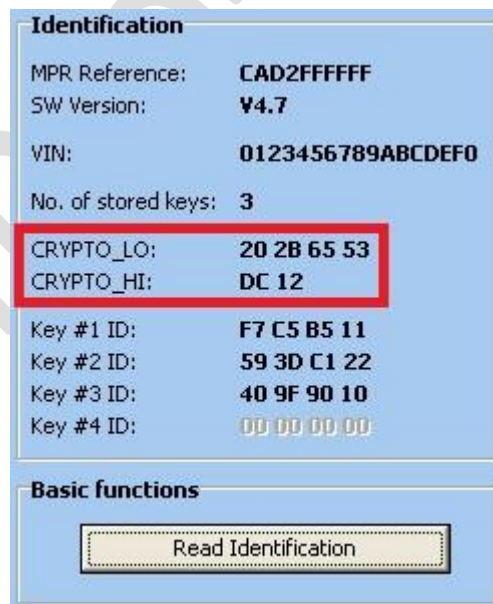 Identification
MPR Reference: CAD2FFFFFF
SW Version: V4.7
VIN: 0123456789ABCDEF0
No. of stored keys: 3
CRYPTO_LO: 20 2B 65 53
CRYPTO_HI: DC 12
Key #1 ID: F7 C5 B5 11
Key #2 ID: 59 3D C1 22
Key #3 ID: 40 9F 90 10
Key #4 ID: 00 00 00 00
Basic functions
Read Identification